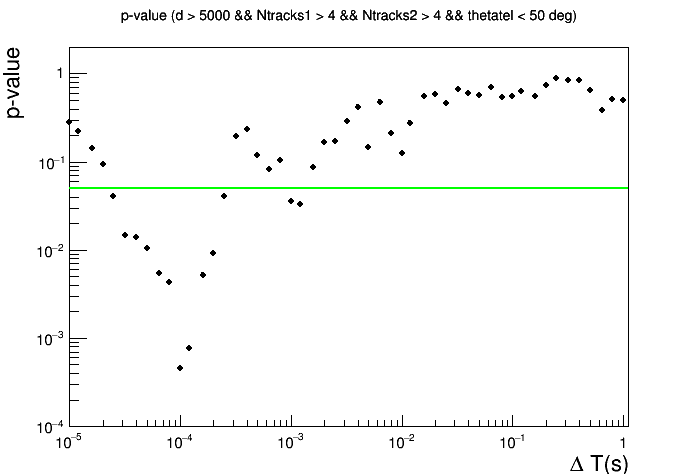 p-value (d > 5000 && Ntracks1 > 4 && Ntracks2 > 4 && thetatel < 50 deg)
p-value
1
10⁻¹
10⁻²
10⁻³
10⁻⁴
10⁻⁵ 10⁻⁴ 10⁻³ 10⁻² 10⁻¹ 1
Δ T(s)